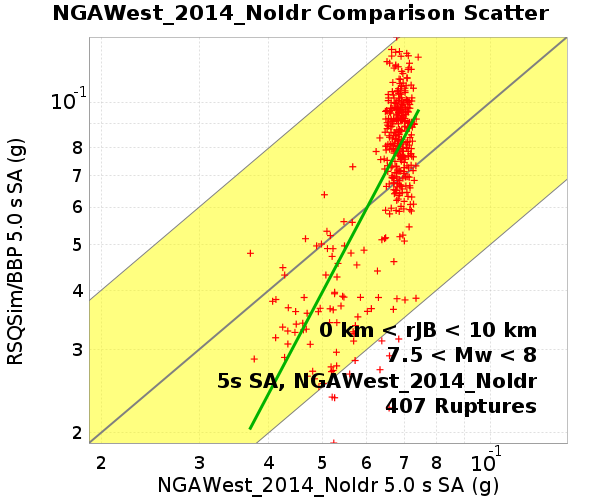 NGAWest_2014_NoIdr Comparison Scatter
10-1
8
7
6
5
4
3
2
RSQSim/BBP 5.0 s SA (g)
0 km < rJB < 10 km
7.5 < Mw < 8
5s SA, NGAWest_2014_NoIdr
407 Ruptures
2 3 4 5 6 7 8 10-1
NGAWest_2014_NoIdr 5.0 s SA (g)